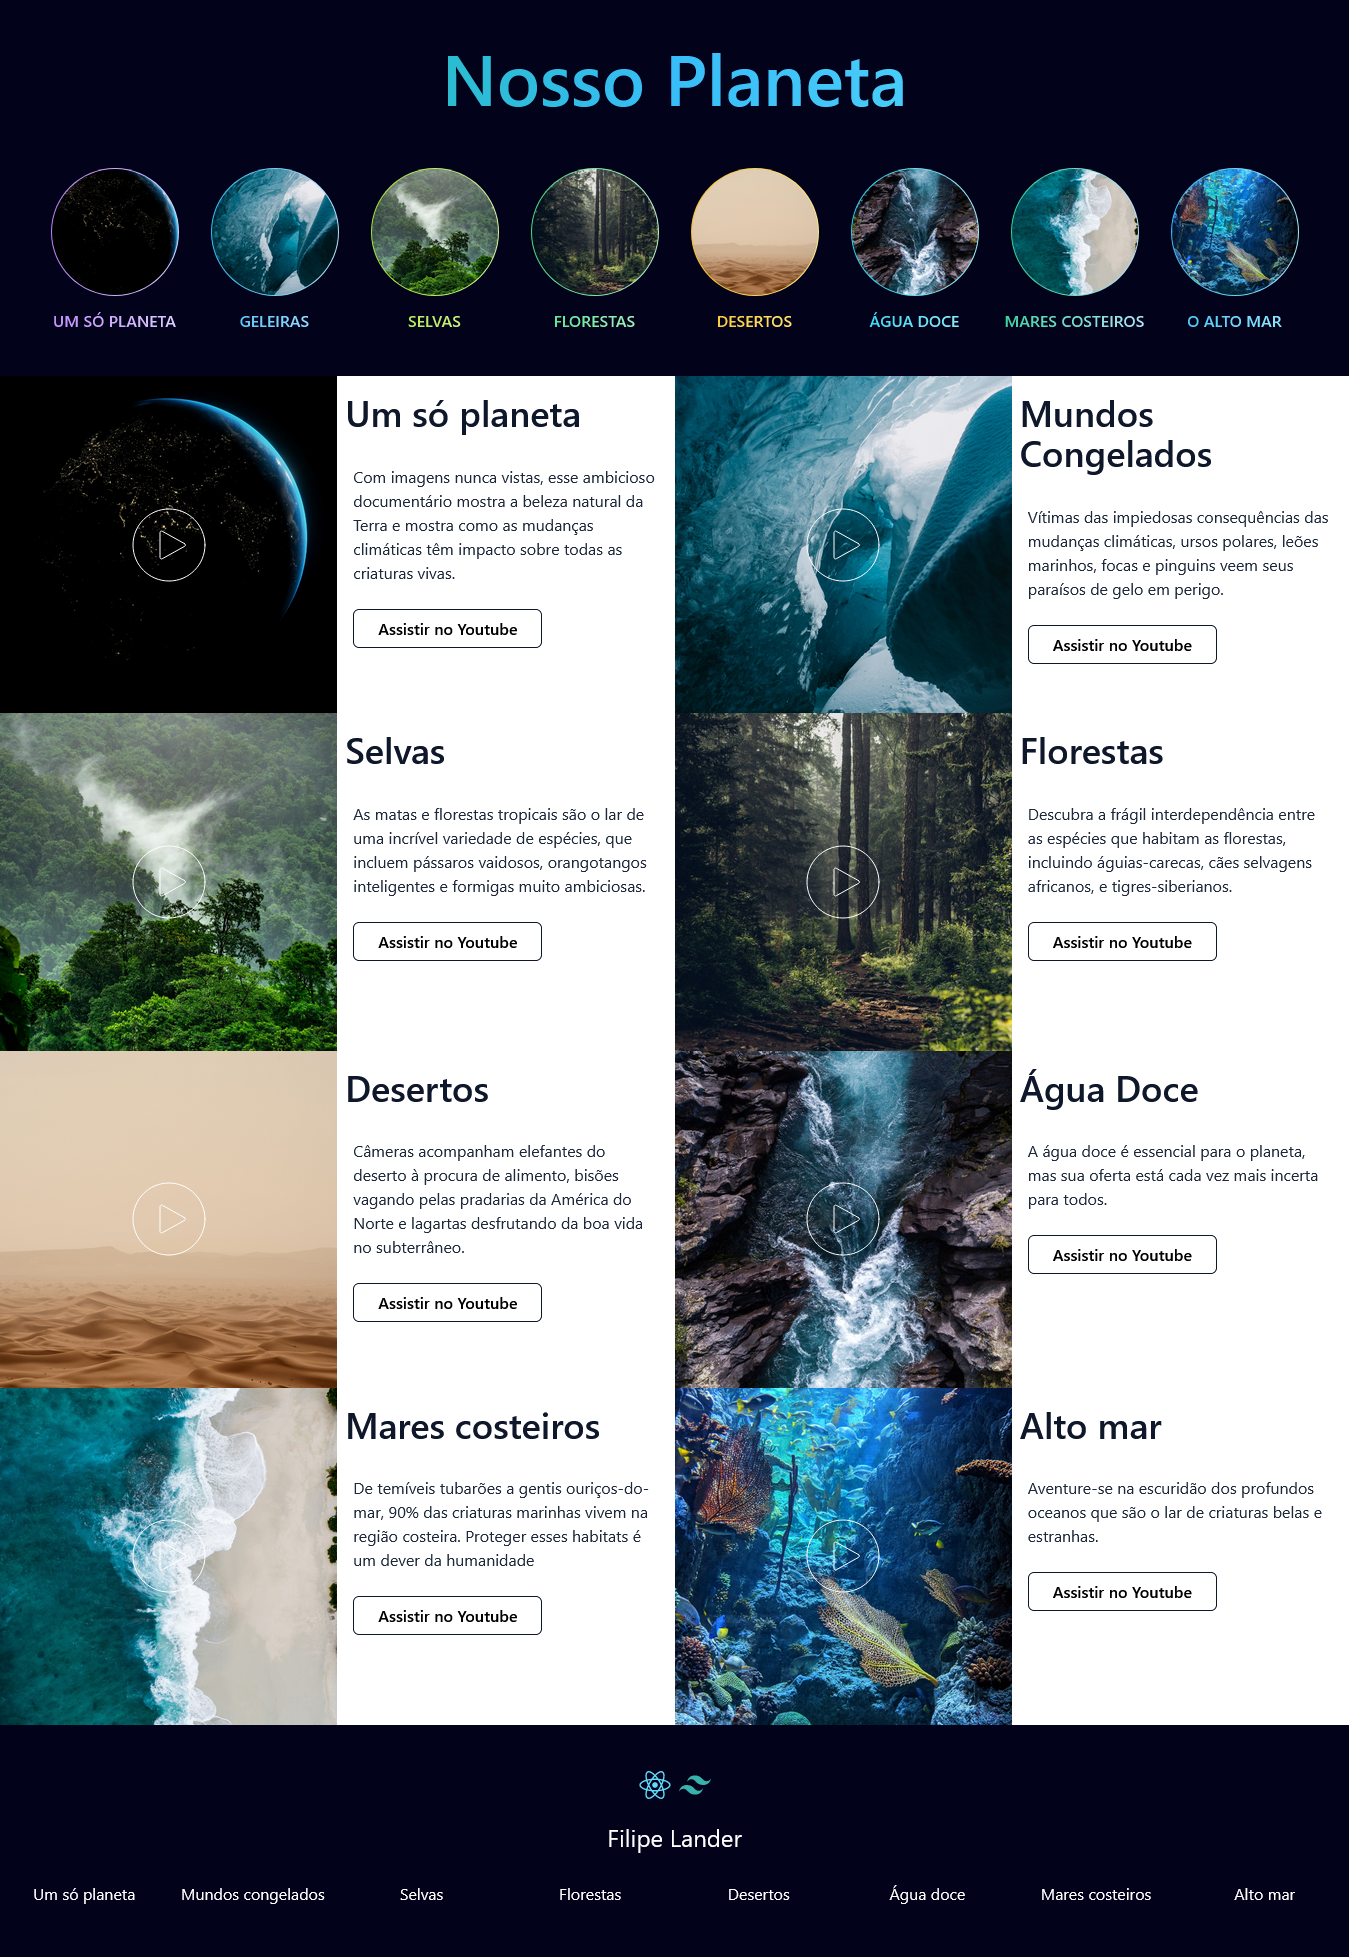 Nosso Planeta
UM SÓ PLANETA
GELEIRAS
SELVAS
FLORESTAS
DESERTOS
ÁGUA DOCE
MARES COSTEIROS
O ALTO MAR
Um só planeta
Com imagens nunca vistas, esse ambicioso
documentário mostra a beleza natural da
Terra e mostra como as mudanças
climáticas têm impacto sobre todas as
criaturas vivas.
Assistir no Youtube
Mundos
Congelados
Vítimas das impiedosas consequências das
mudanças climáticas, ursos polares, leões
marinhos, focas e pinguins veem seus
paraísos de gelo em perigo.
Assistir no Youtube
Selvas
As matas e florestas tropicais são o lar de
uma incrível variedade de espécies, que
incluem pássaros vaidosos, orangotangos
inteligentes e formigas muito ambiciosas.
Assistir no Youtube
Florestas
Descubra a frágil interdependência entre
as espécies que habitam as florestas,
incluindo águias-carecas, cães selvagens
africanos, e tigres-siberianos.
Assistir no Youtube
Desertos
Câmeras acompanham elefantes do
deserto à procura de alimento, bisões
vagando pelas pradarias da América do
Norte e lagartas desfrutando da boa vida
no subterrâneo.
Assistir no Youtube
Água Doce
A água doce é essencial para o planeta,
mas sua oferta está cada vez mais incerta
para todos.
Assistir no Youtube
Mares costeiros
De temíveis tubarões a gentis ouriços-do-
mar, 90% das criaturas marinhas vivem na
região costeira. Proteger esses habitats é
um dever da humanidade
Assistir no Youtube
Alto mar
Aventure-se na escuridão dos profundos
oceanos que são o lar de criaturas belas e
estranhas.
Assistir no Youtube
Filipe Lander
Um só planeta
Mundos congelados
Selvas
Florestas
Desertos
Água doce
Mares costeiros
Alto mar